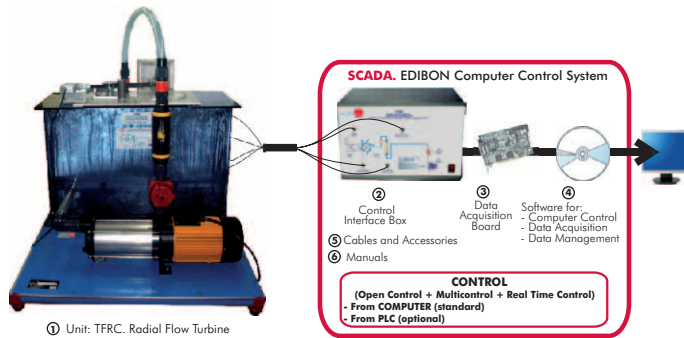 SCADA. EDIBON Computer Control System
② Control Interface Box
③ Data Acquisition Board
④ Software for:
- Computer Control
- Data Acquisition
- Data Management
⑤ Cables and Accessories
⑥ Manuals
CONTROL
(Open Control + Multicontrol + Real Time Control)
- From COMPUTER (standard)
- From PLC (optional)
① Unit: TFRC. Radial Flow Turbine